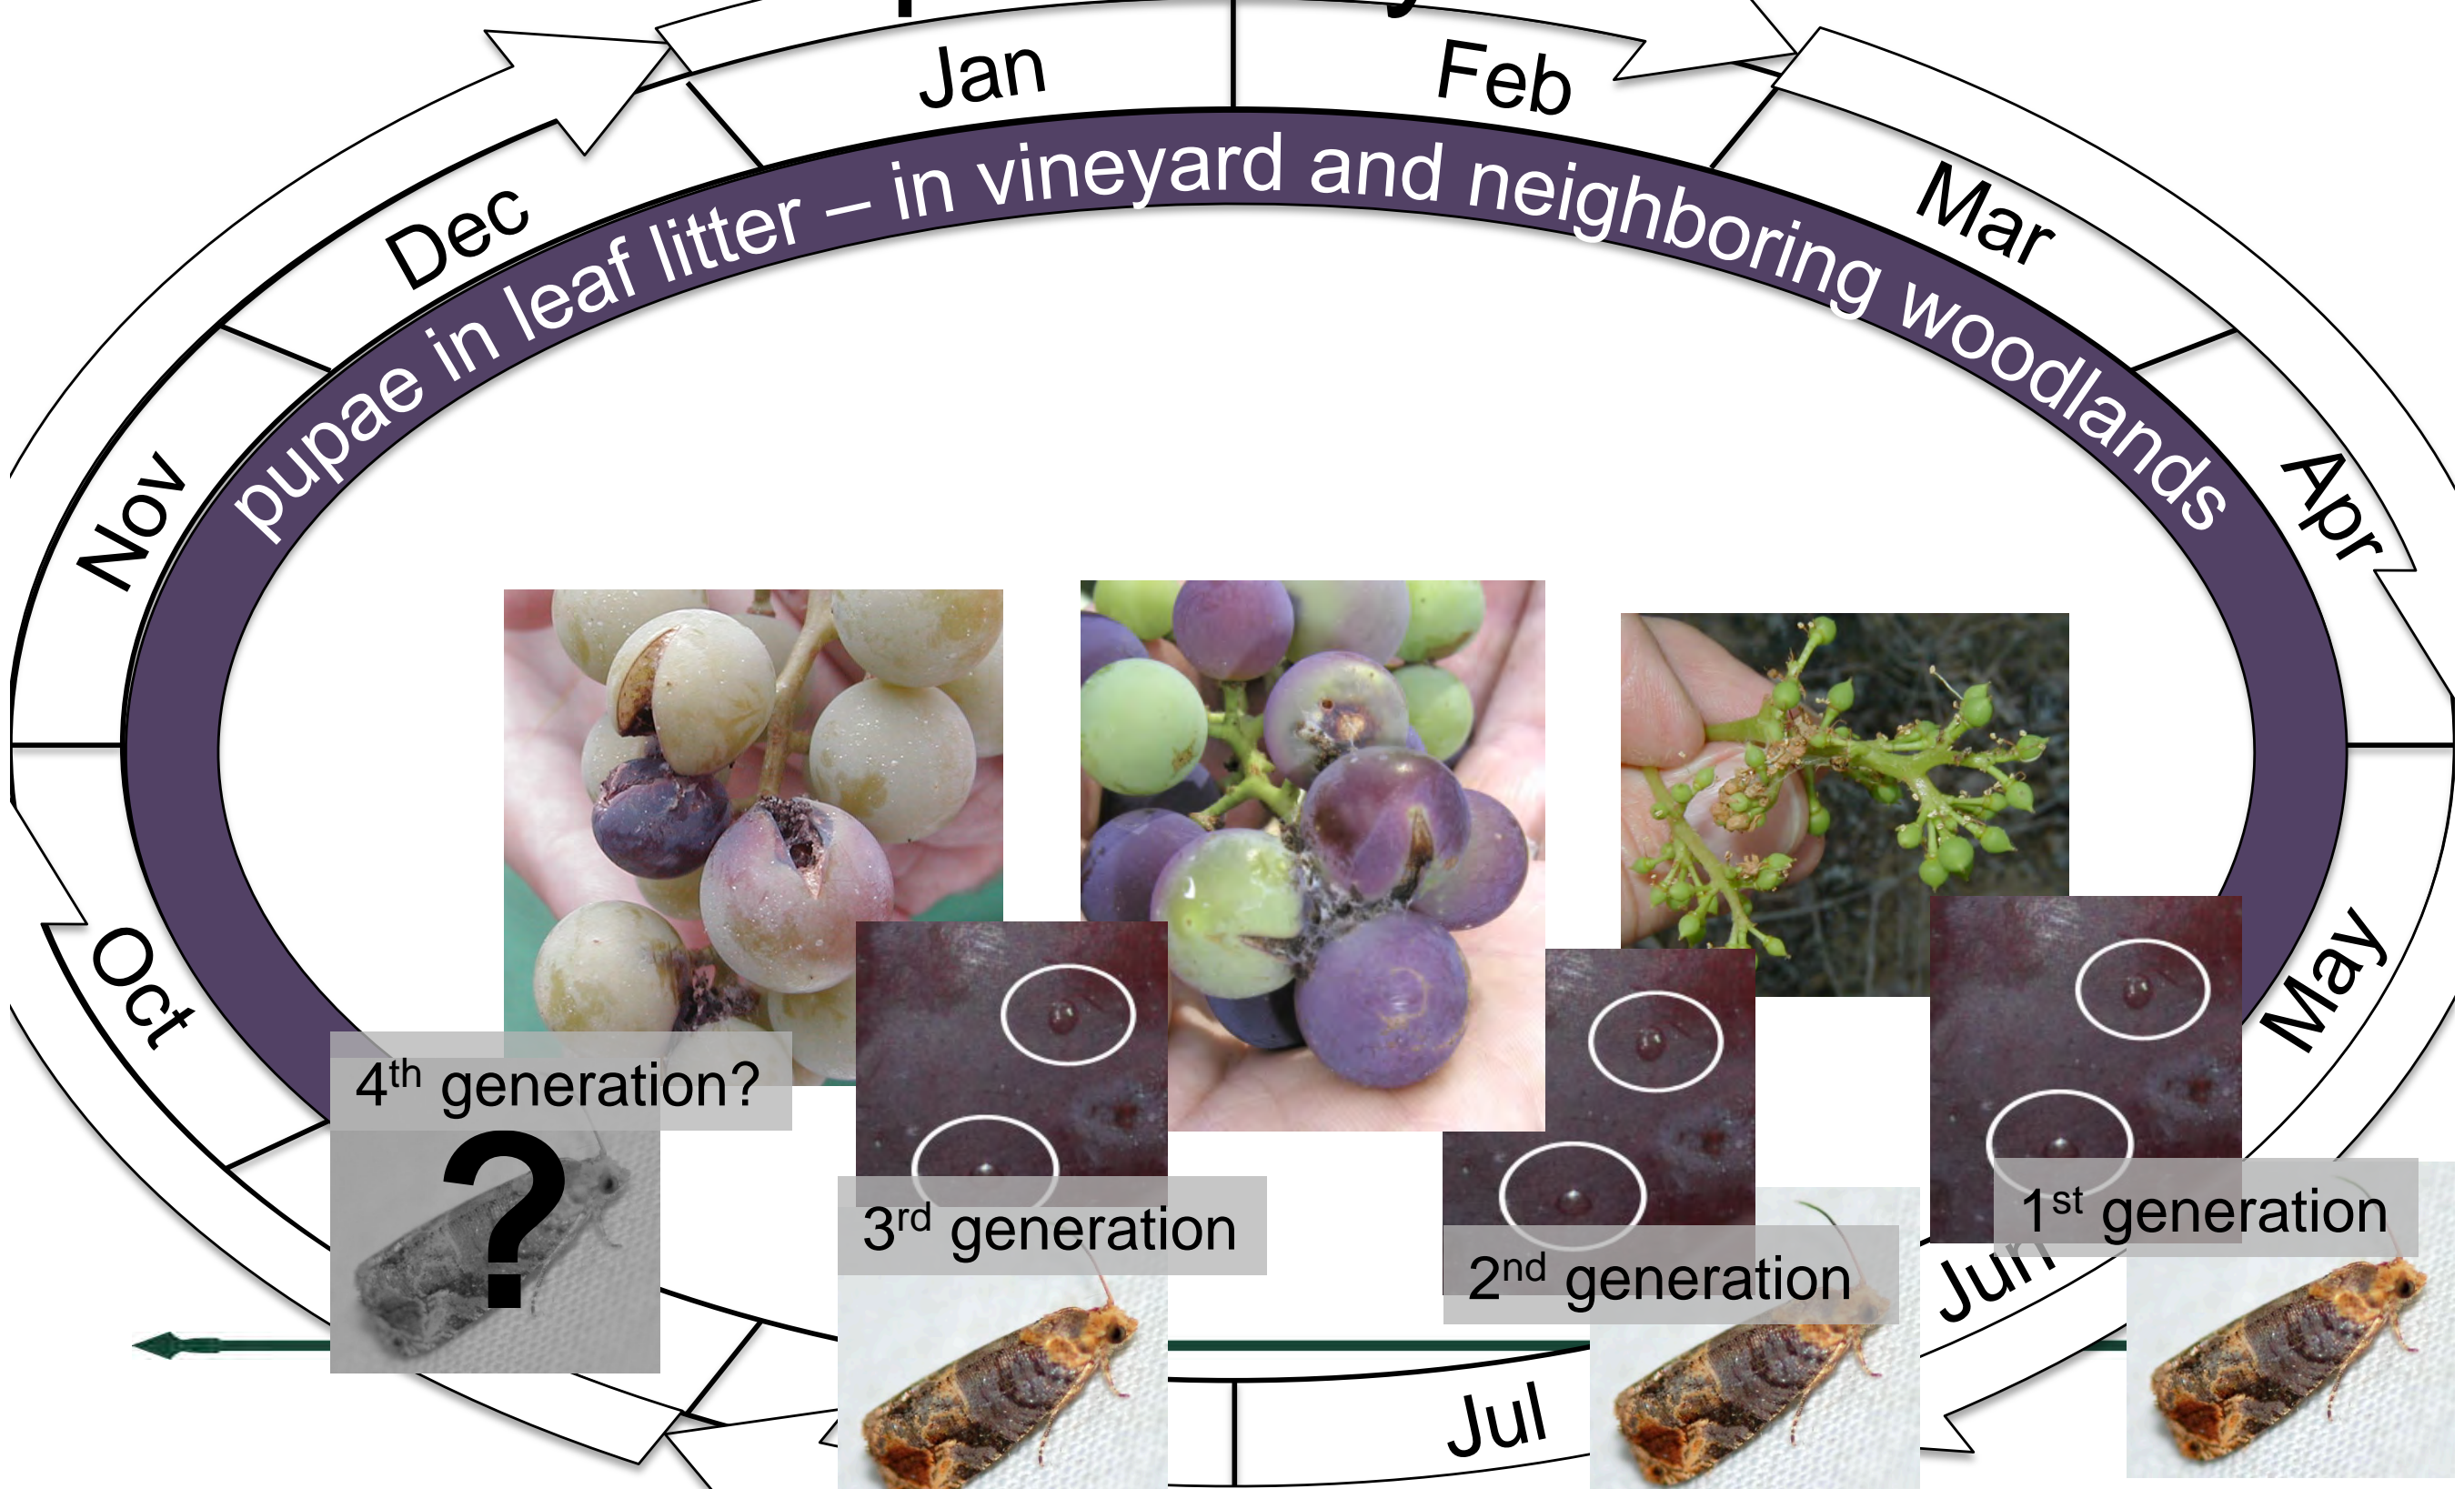 Jan
Feb
Dec
Mar
pupae in leaf litter – in vineyard and neighboring woodlands
Nov
Apr
Oct
May
4th generation?
?
3rd generation
2nd generation
1st generation
Jun
Jul